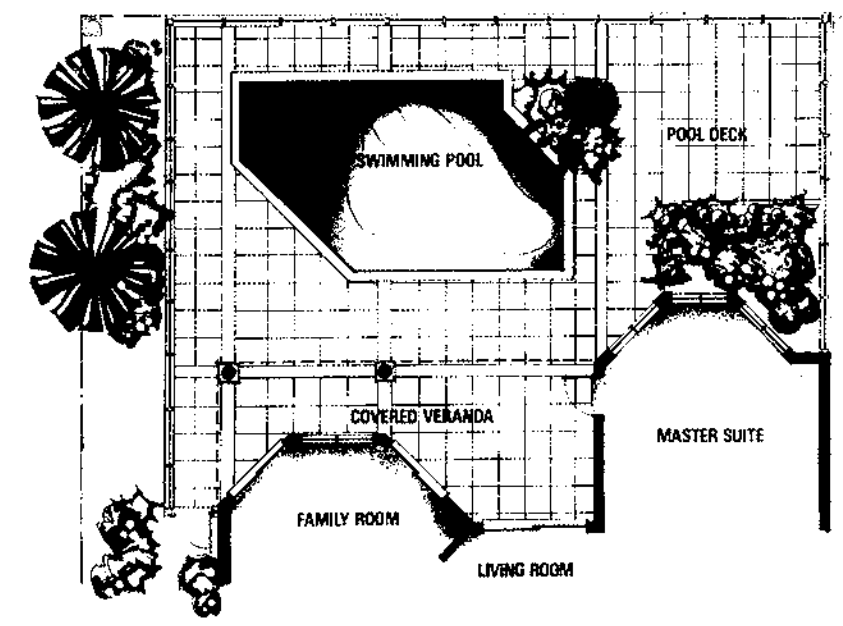 SWIMMING POOL
POOL DECK
COVERED VERANDA
MASTER SUITE
FAMILY ROOM
LIVING ROOM